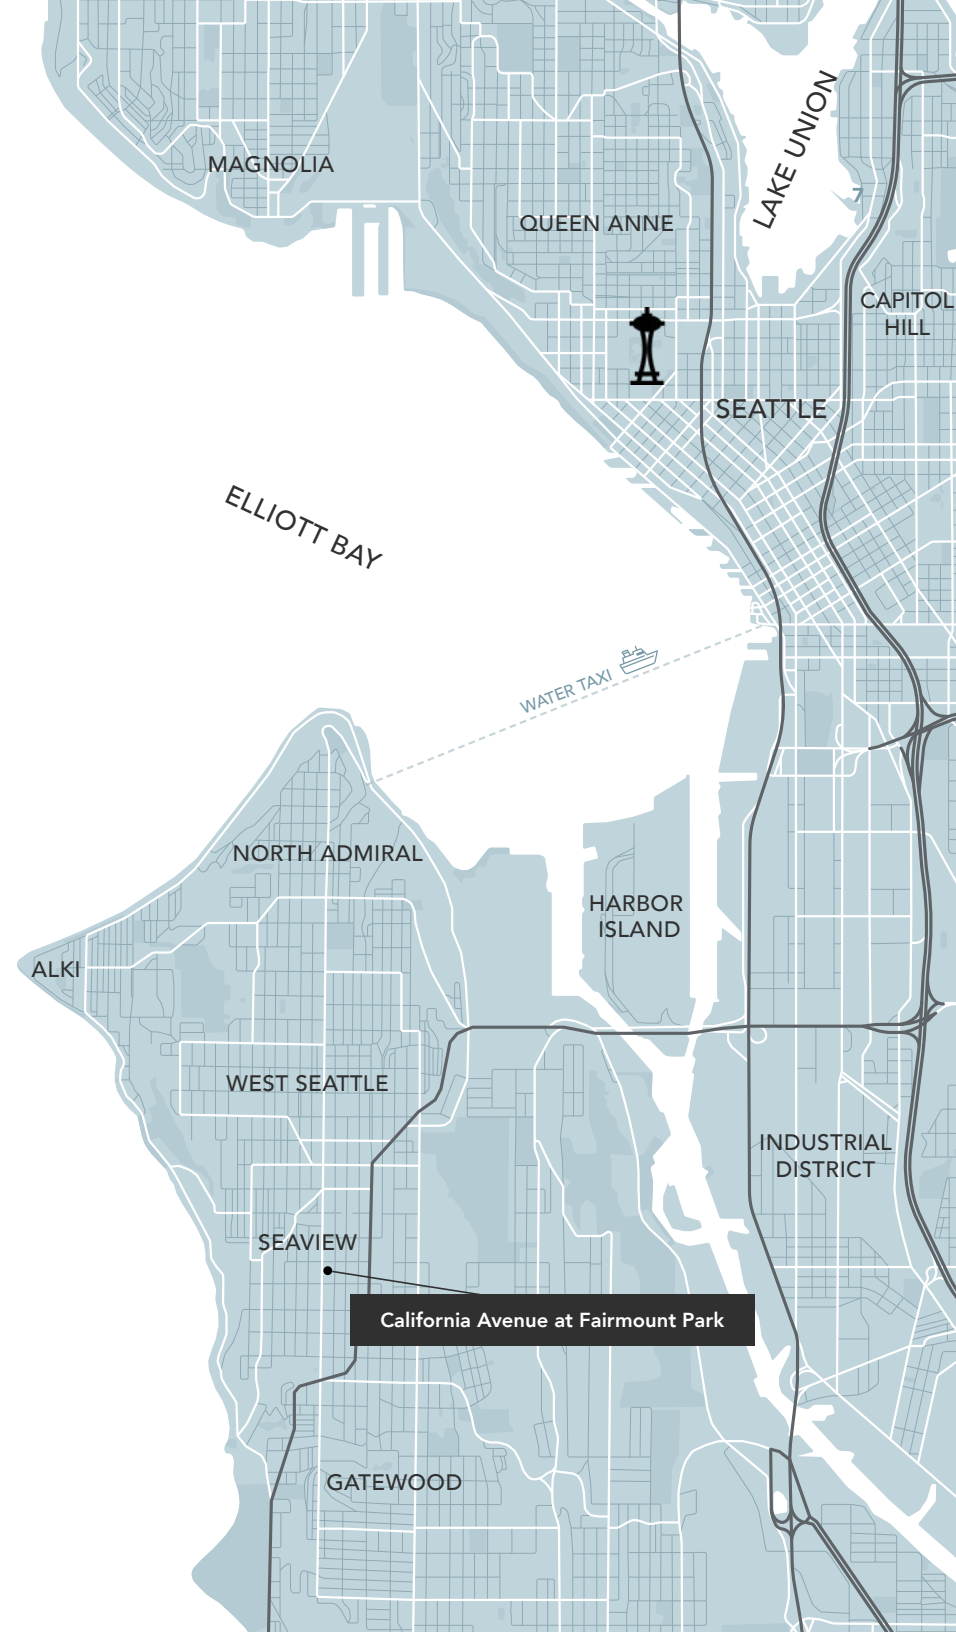 LAKE UNION
MAGNOLIA
7
QUEEN ANNE
CAPITOL
HILL
SEATTLE
ELLIOTT BAY
WATER TAXI
NORTH ADMIRAL
HARBOR
ISLAND
ALKI
WEST SEATTLE
INDUSTRIAL
DISTRICT
SEAVIEW
California Avenue at Fairmount Park
GATEWOOD